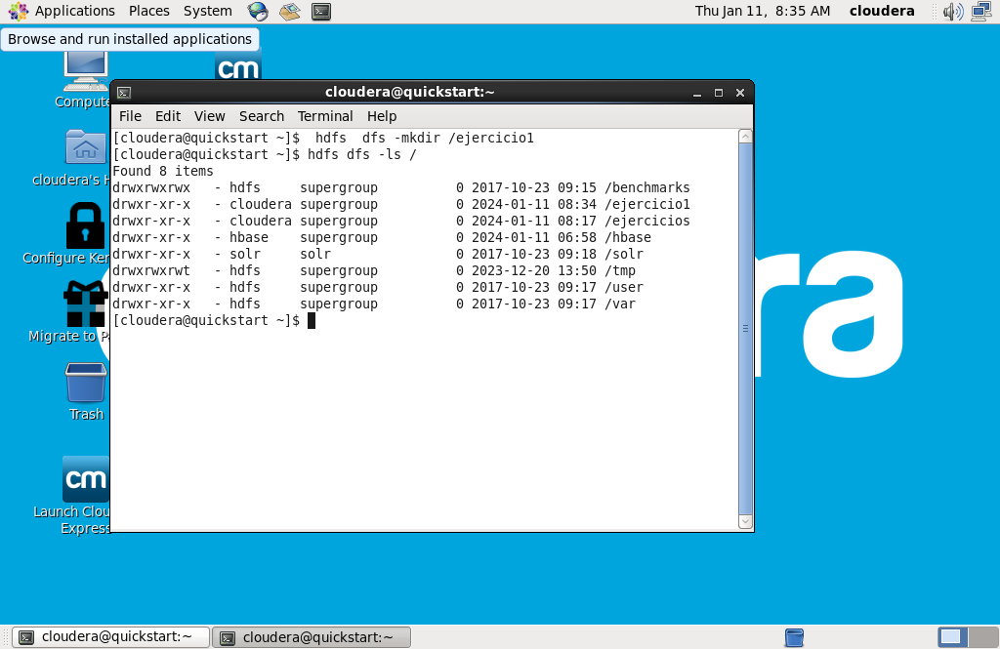 Applications Places System Thu Jan 11, 8:35 AM cloudera
Browse and run installed applications
cm
Compute
cloudera's H
Configure Ker
Migrate to P
Trash
cm
Launch Clou
Express
cloudera@quickstart:~
File Edit View Search Terminal Help
[cloudera@quickstart ~]$  hdfs  dfs -mkdir /ejercicio1
[cloudera@quickstart ~]$ hdfs dfs -ls /
Found 8 items
drwxrwxrwx   - hdfs     supergroup          0 2017-10-23 09:15 /benchmarks
drwxr-xr-x   - cloudera supergroup          0 2024-01-11 08:34 /ejercicio1
drwxr-xr-x   - cloudera supergroup          0 2024-01-11 08:17 /ejercicios
drwxr-xr-x   - hbase    supergroup          0 2024-01-11 06:58 /hbase
drwxr-xr-x   - solr     solr                0 2017-10-23 09:18 /solr
drwxrwxrwt   - hdfs     supergroup          0 2023-12-20 13:50 /tmp
drwxr-xr-x   - hdfs     supergroup          0 2017-10-23 09:17 /user
drwxr-xr-x   - hdfs     supergroup          0 2017-10-23 09:17 /var
[cloudera@quickstart ~]$
ra
cloudera@quickstart:~ cloudera@quickstart:~